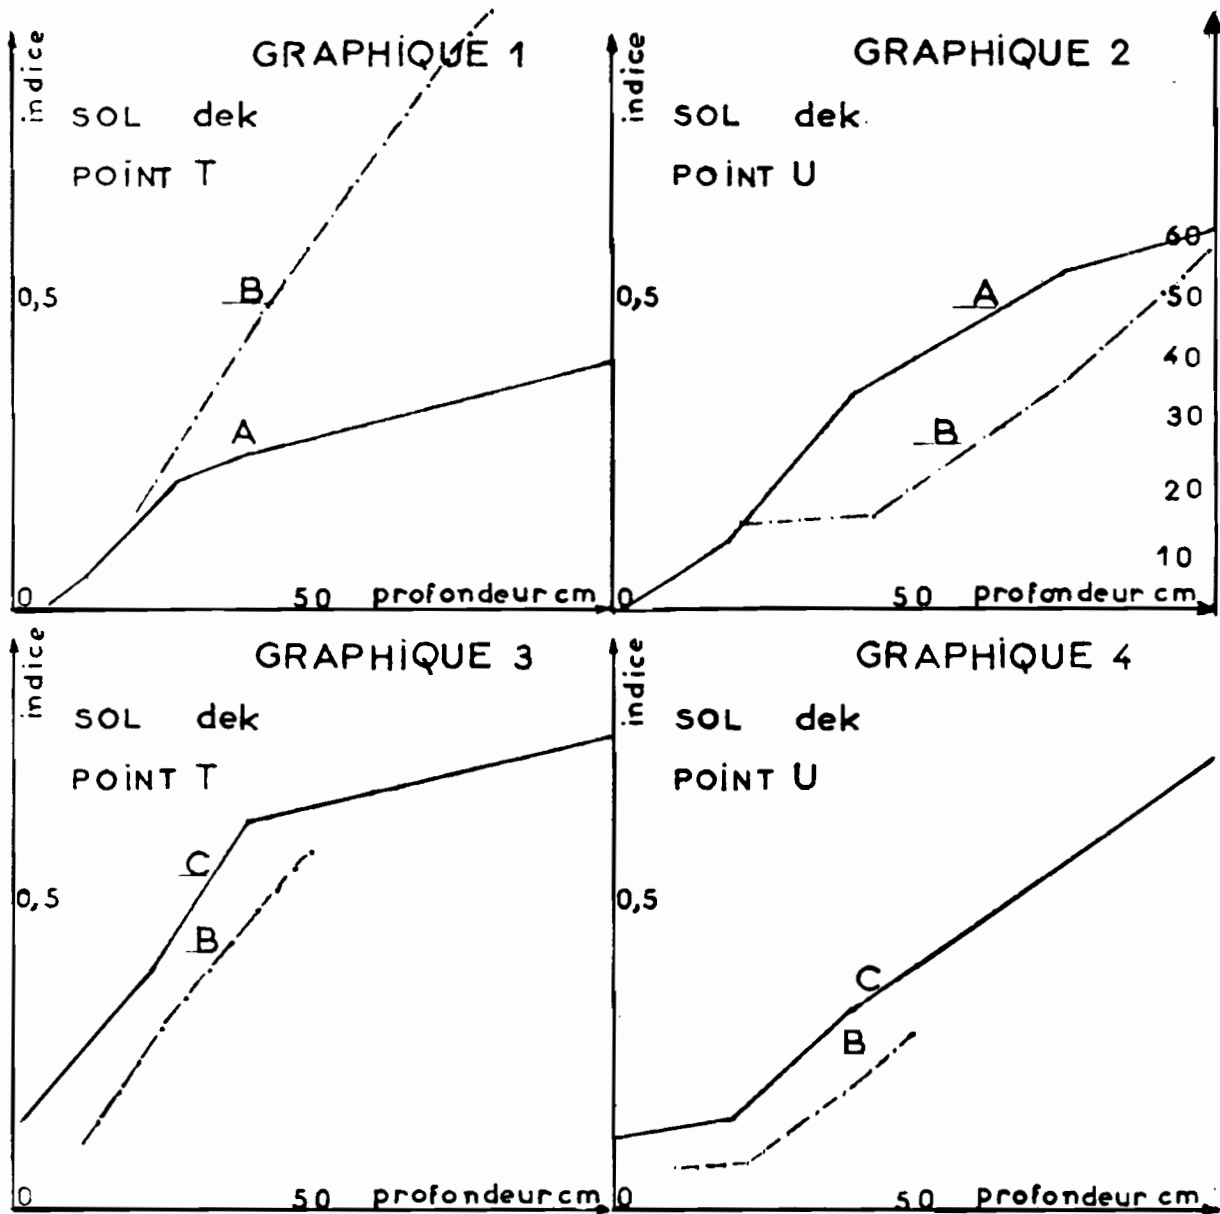 GRAPHiQUE 1
indice
SOL dek
POiNT T
B
0,5
A
0
50 profondeur cm
GRAPHiQUE 2
indice
SOL dek
POiNT U
60
A
0,5
50
40
B
30
20
10
0
50 profondeur cm
GRAPHiQUE 3
indice
SOL dek
POiNT T
C
0,5
B
0
50 profondeur cm
GRAPHiQUE 4
indice
SOL dek
POiNT U
0,5
C
B
0
50 profondeur cm